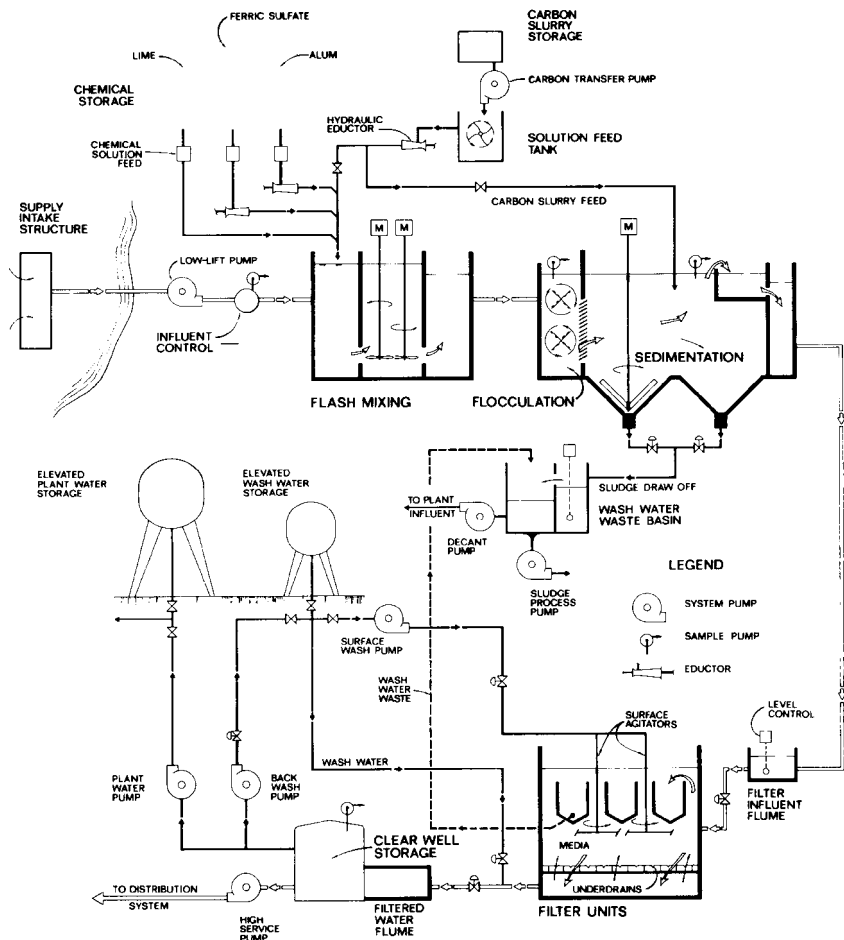 FERRIC SULFATE
LIME
ALUM
CHEMICAL
STORAGE
CARBON
SLURRY
STORAGE
CARBON TRANSFER PUMP
HYDRAULIC
EDUCTOR
SOLUTION FEED
TANK
CHEMICAL
SOLUTION
FEED
CARBON SLURRY FEED
SUPPLY
INTAKE
STRUCTURE
LOW-LIFT PUMP
INFLUENT
CONTROL
M
M
M
FLASH MIXING
FLOCCULATION
SEDIMENTATION
ELEVATED
PLANT WATER
STORAGE
ELEVATED
WASH WATER
STORAGE
TO PLANT
INFLUENT
DECANT
PUMP
SLUDGE DRAW OFF
WASH WATER
WASTE BASIN
SLUDGE
PROCESS
PUMP
LEGEND
SYSTEM PUMP
SAMPLE PUMP
EDUCTOR
SURFACE
WASH PUMP
WASH
WATER
WASTE
SURFACE
AGITATORS
LEVEL
CONTROL
WASH WATER
PLANT
WATER
PUMP
BACK
WASH
PUMP
FILTER
INFLUENT
FLUME
CLEAR WELL
STORAGE
MEDIA
UNDERDRAINS
TO DISTRIBUTION
SYSTEM
HIGH
SERVICE
PUMP
FILTERED
WATER
FLUME
FILTER UNITS